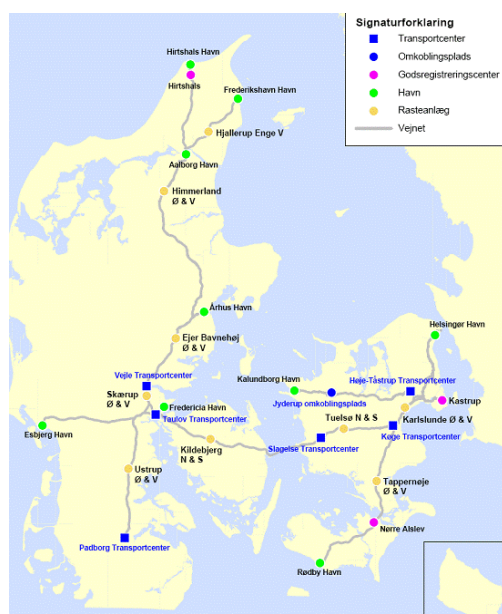 Signaturforklaring
Transportcenter
Omkoblingsplads
Godsregistreringscenter
Havn
Rasteanlæg
Vejnet
Hirtshals Havn
Hirtshals
Frederikshavn Havn
Hjallerup Enge V
Aalborg Havn
Himmerland
Ø & V
Århus Havn
Ejer Bavnehøj
Ø & V
Helsingør Havn
Vejle Transportcenter
Kalundborg Havn
Høje-Tåstrup Transportcenter
Skærup
Ø & V
Jyderup omkoblingsplads
Kastrup
Fredericia Havn
Tuelsø N & S
Karlslunde Ø & V
Taulov Transportcenter
Køge Transportcenter
Esbjerg Havn
Kildebjerg
N & S
Slagelse Transportcenter
Ustrup
Ø & V
Tappernøje
Ø & V
Padborg Transportcenter
Nørre Alslev
Rødby Havn